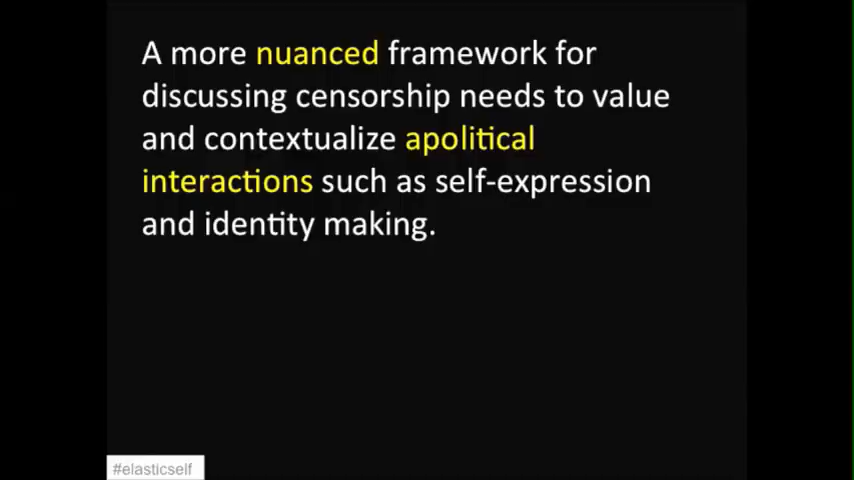 A more nuanced framework for
discussing censorship needs to value
and contextualize apolitical
interactions such as self-expression
and identity making.
#elasticself